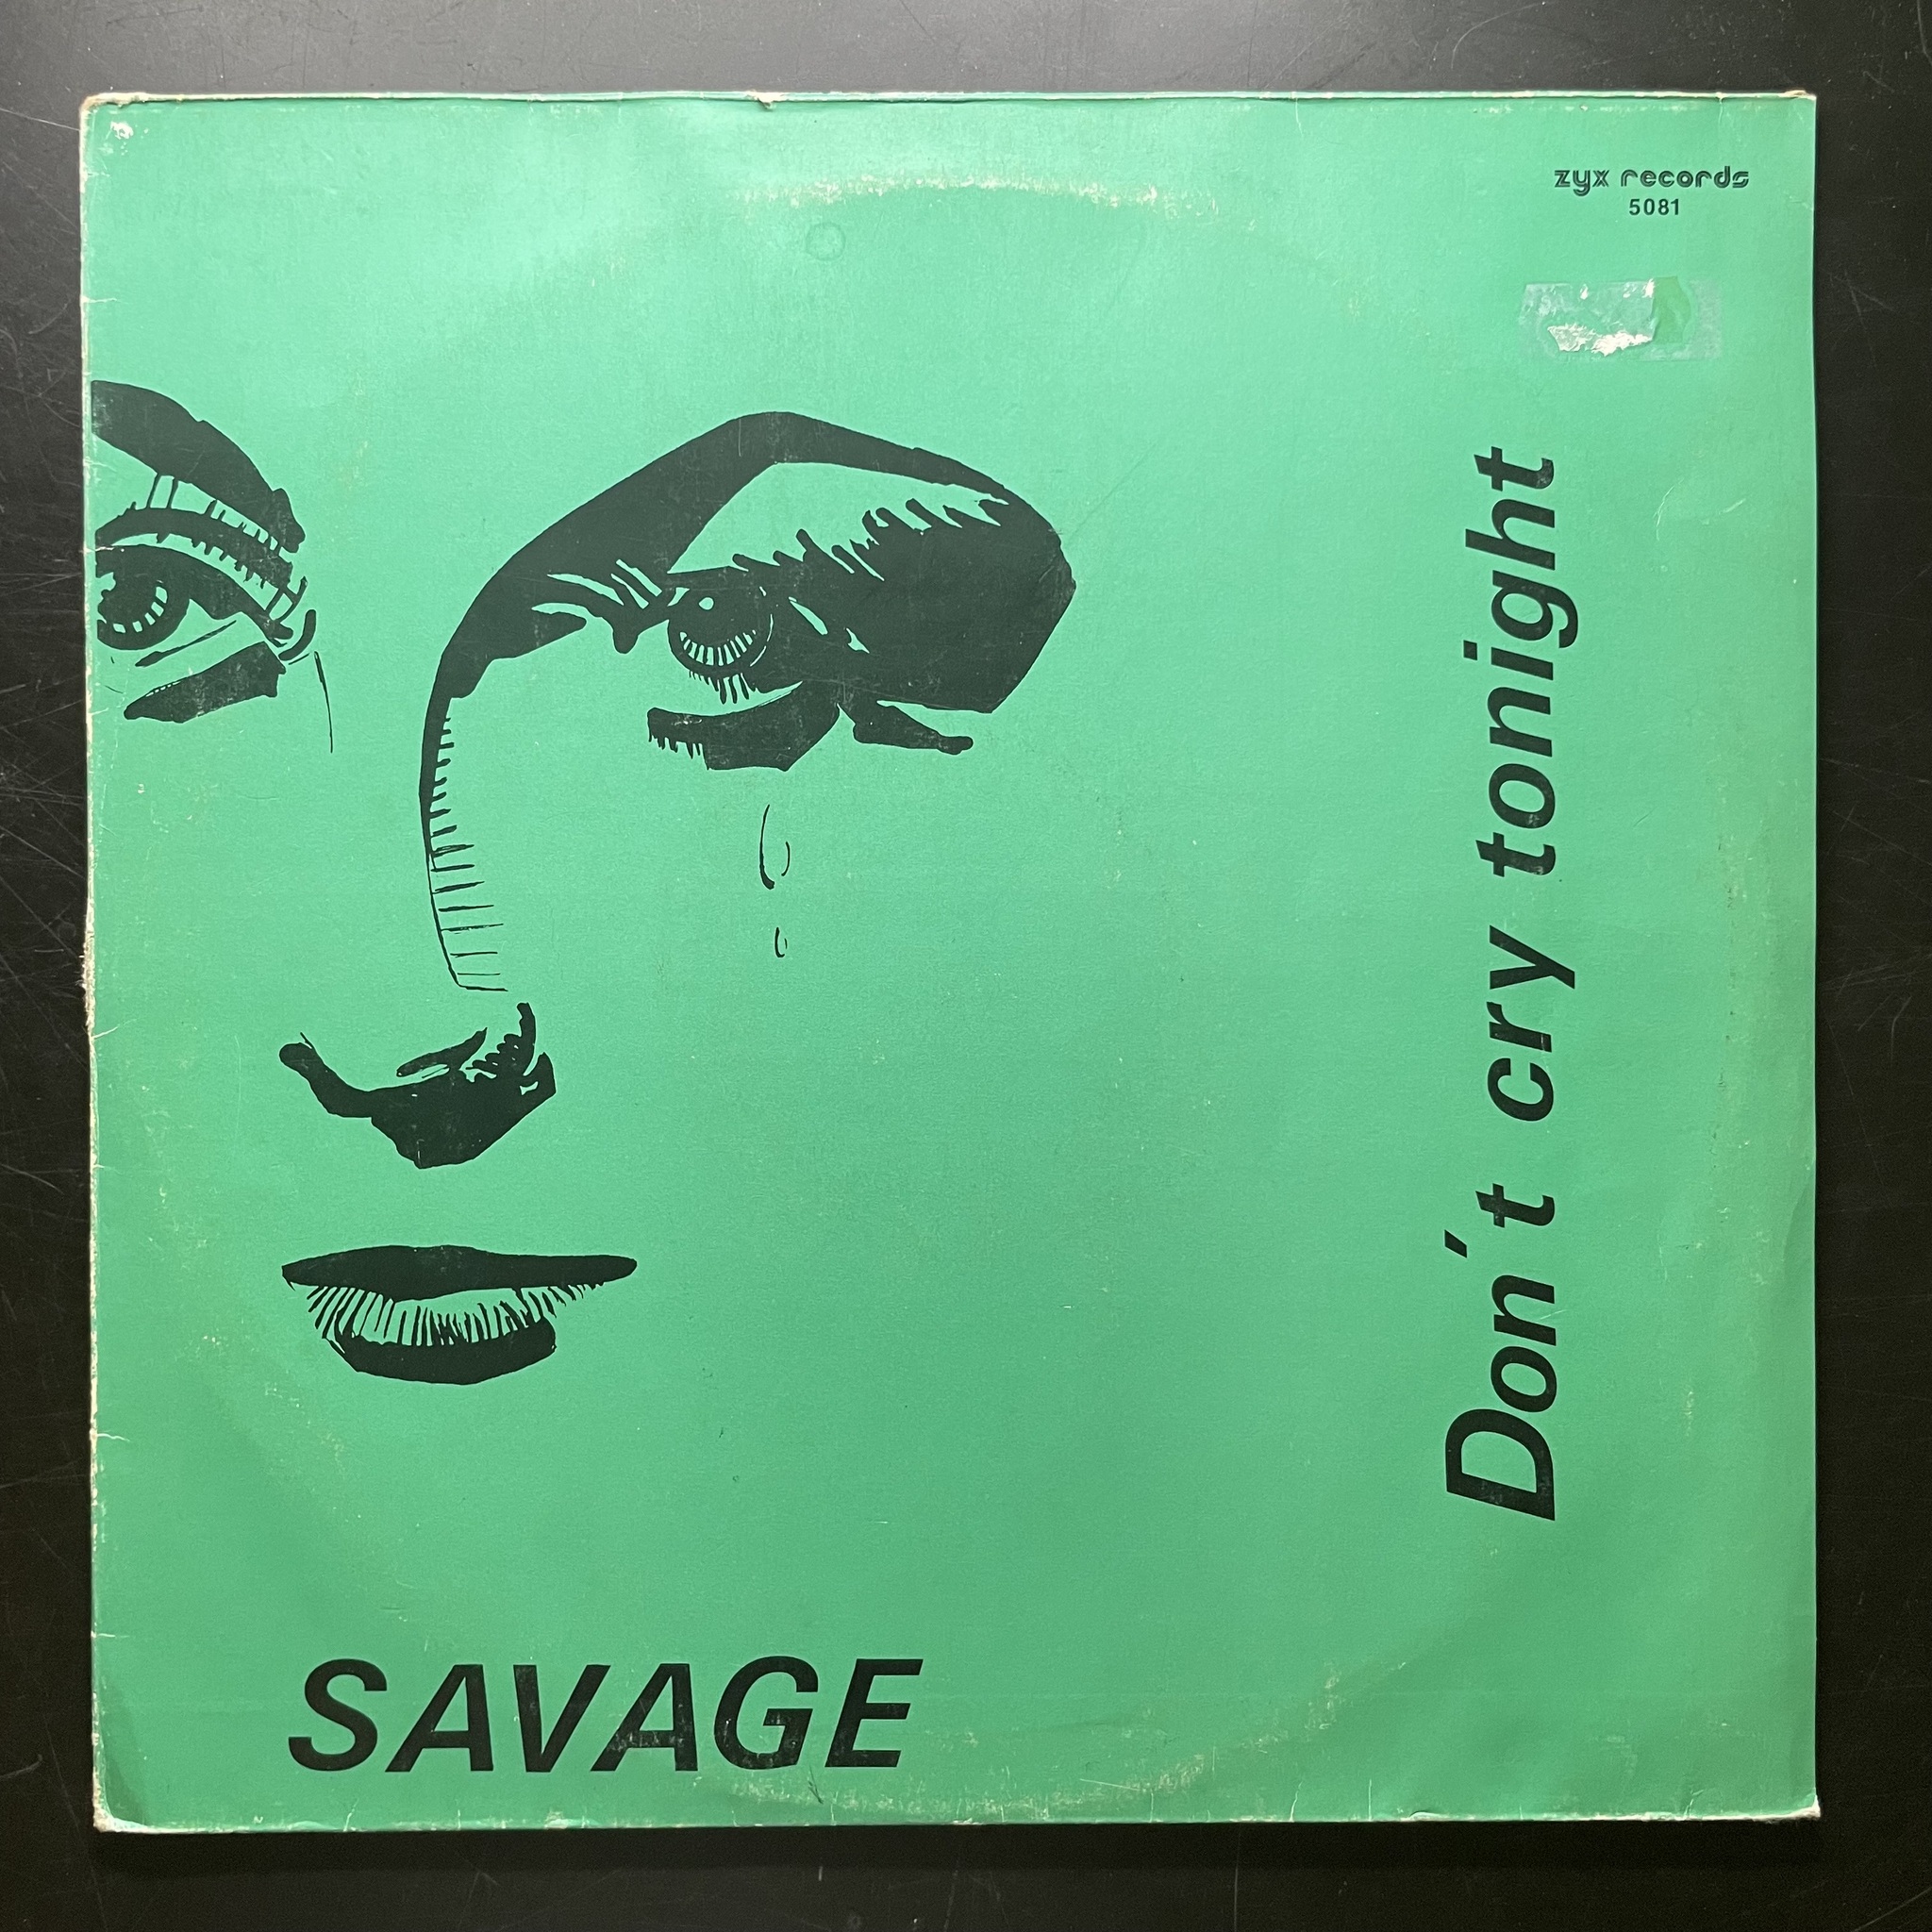 zyx records
5081
Don´t cry tonight
SAVAGE